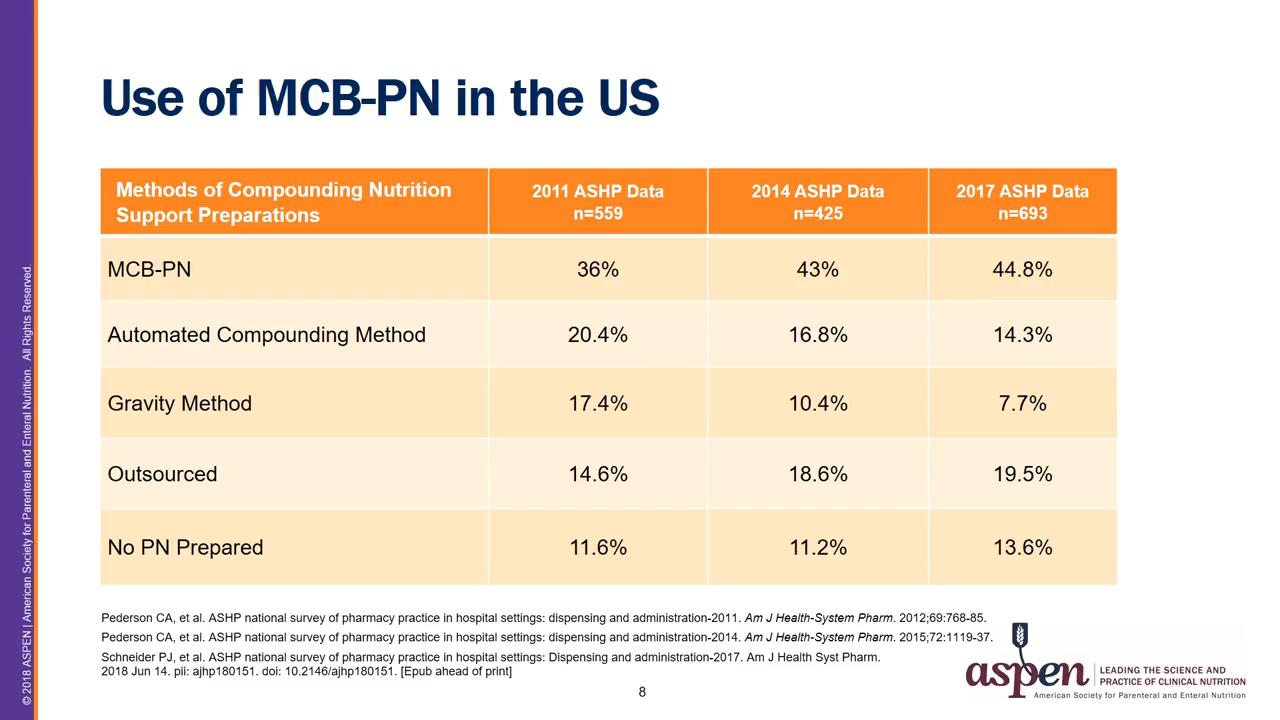 Use of MCB-PN in the US
Methods of Compounding Nutrition
Support Preparations
2011 ASHP Data
n=559
2014 ASHP Data
n=425
2017 ASHP Data
n=693
MCB-PN 36% 43% 44.8%
Automated Compounding Method 20.4% 16.8% 14.3%
Gravity Method 17.4% 10.4% 7.7%
Outsourced 14.6% 18.6% 19.5%
No PN Prepared 11.6% 11.2% 13.6%
Pederson CA, et al. ASHP national survey of pharmacy practice in hospital settings: dispensing and administration-2011. Am J Health-System Pharm. 2012;69:768-85.
Pederson CA, et al. ASHP national survey of pharmacy practice in hospital settings: dispensing and administration-2014. Am J Health-System Pharm. 2015;72:1119-37.
Schneider PJ, et al. ASHP national survey of pharmacy practice in hospital settings: Dispensing and administration-2017. Am J Health Syst Pharm.
2018 Jun 14. pii: ajhp180151. doi: 10.2146/ajhp180151. [Epub ahead of print]
8
aspen
LEADING THE SCIENCE AND
PRACTICE OF CLINICAL NUTRITION
American Society for Parenteral and Enteral Nutrition
© 2018 ASPEN | American Society for Parenteral and Enteral Nutrition. All Rights Reserved.